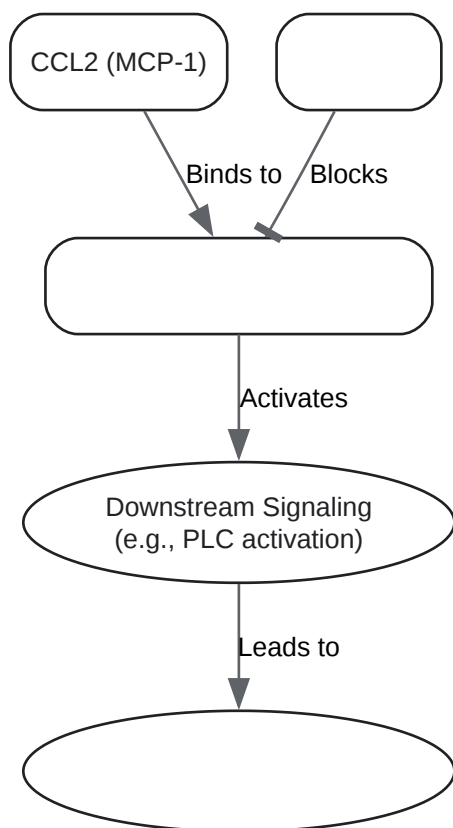 CCL2 (MCP-1)
Binds to
Blocks
Activates
Downstream Signaling
(e.g., PLC activation)
Leads to